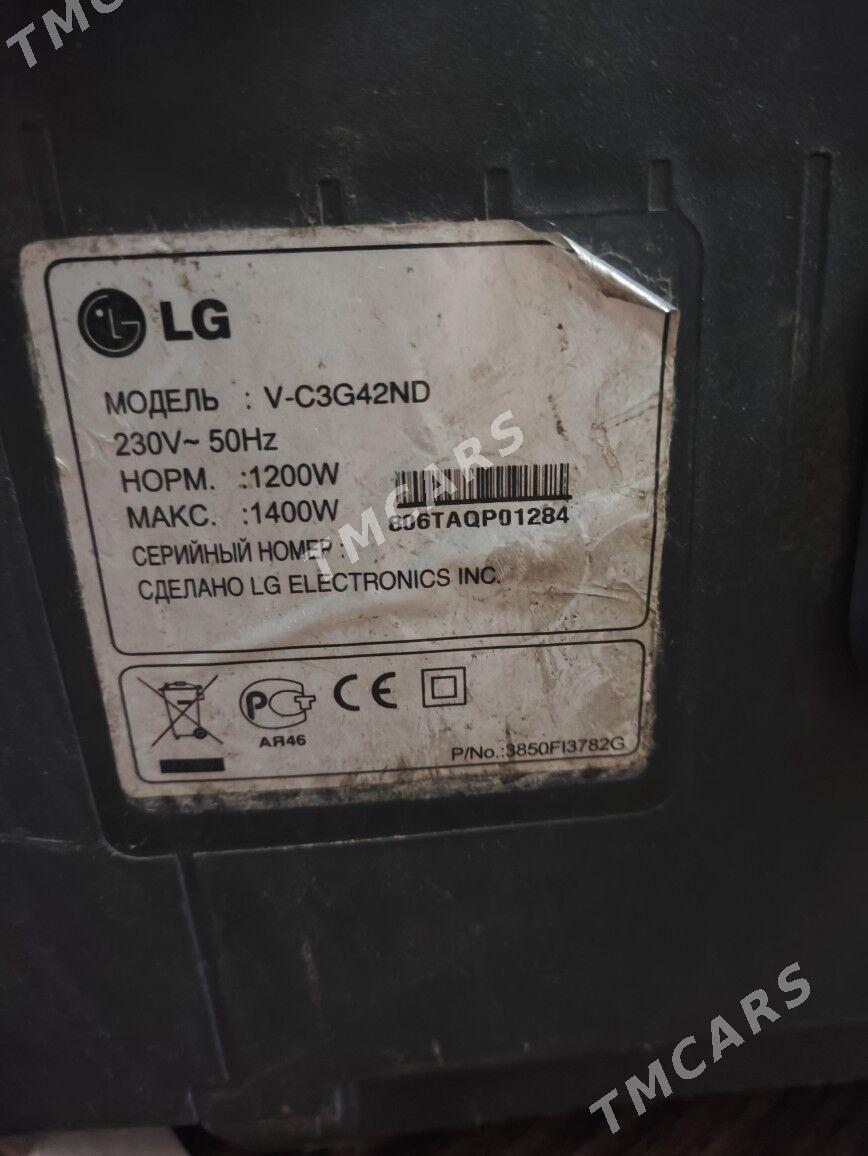 TMCARS
LG
МОДЕЛЬ : V-C3G42ND
230V~ 50Hz
НОРМ. :1200W
МАКС. :1400W
806TAQP01284
СЕРИЙНЫЙ НОМЕР :
СДЕЛАНО LG ELECTRONICS INC.
TMCARS
РСТ
CE
АЯ46
P/No.:3850FI3782G
TMCARS